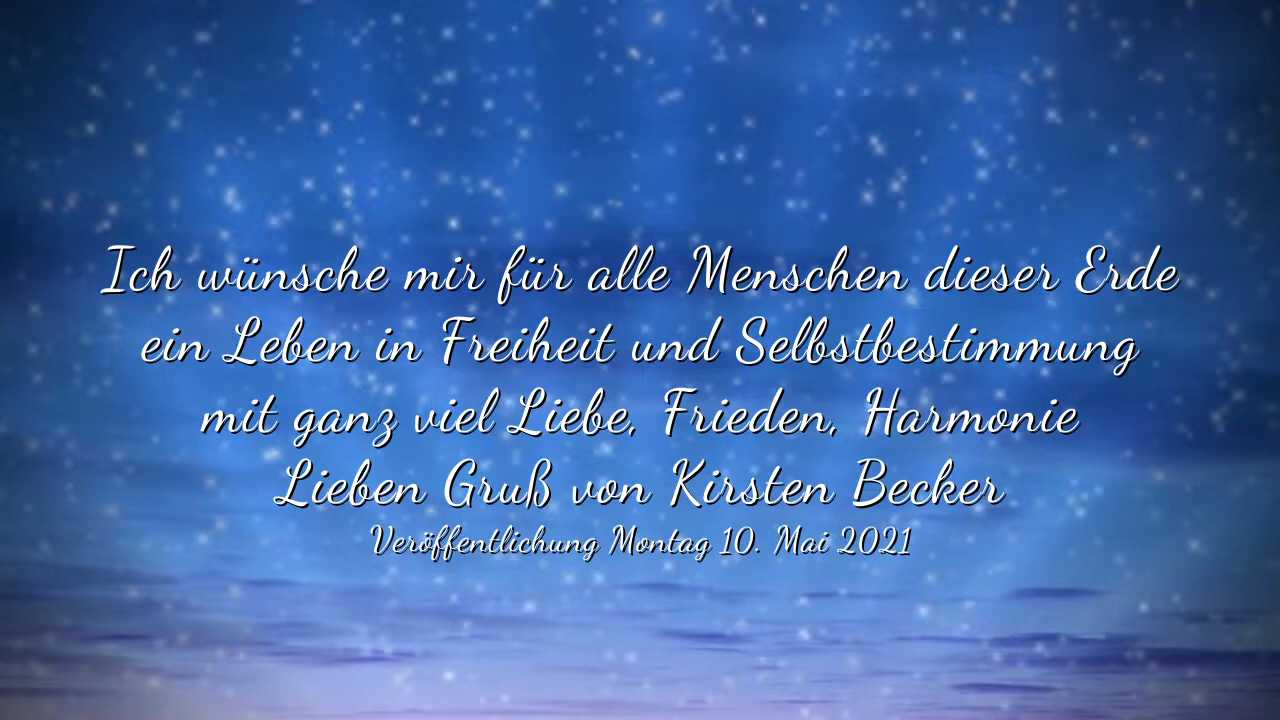 Ich wünsche mir für alle Menschen dieser Erde
ein Leben in Freiheit und Selbstbestimmung
mit ganz viel Liebe, Frieden, Harmonie
Lieben Gruß von Kirsten Becker
Veröffentlichung Montag 10. Mai 2021